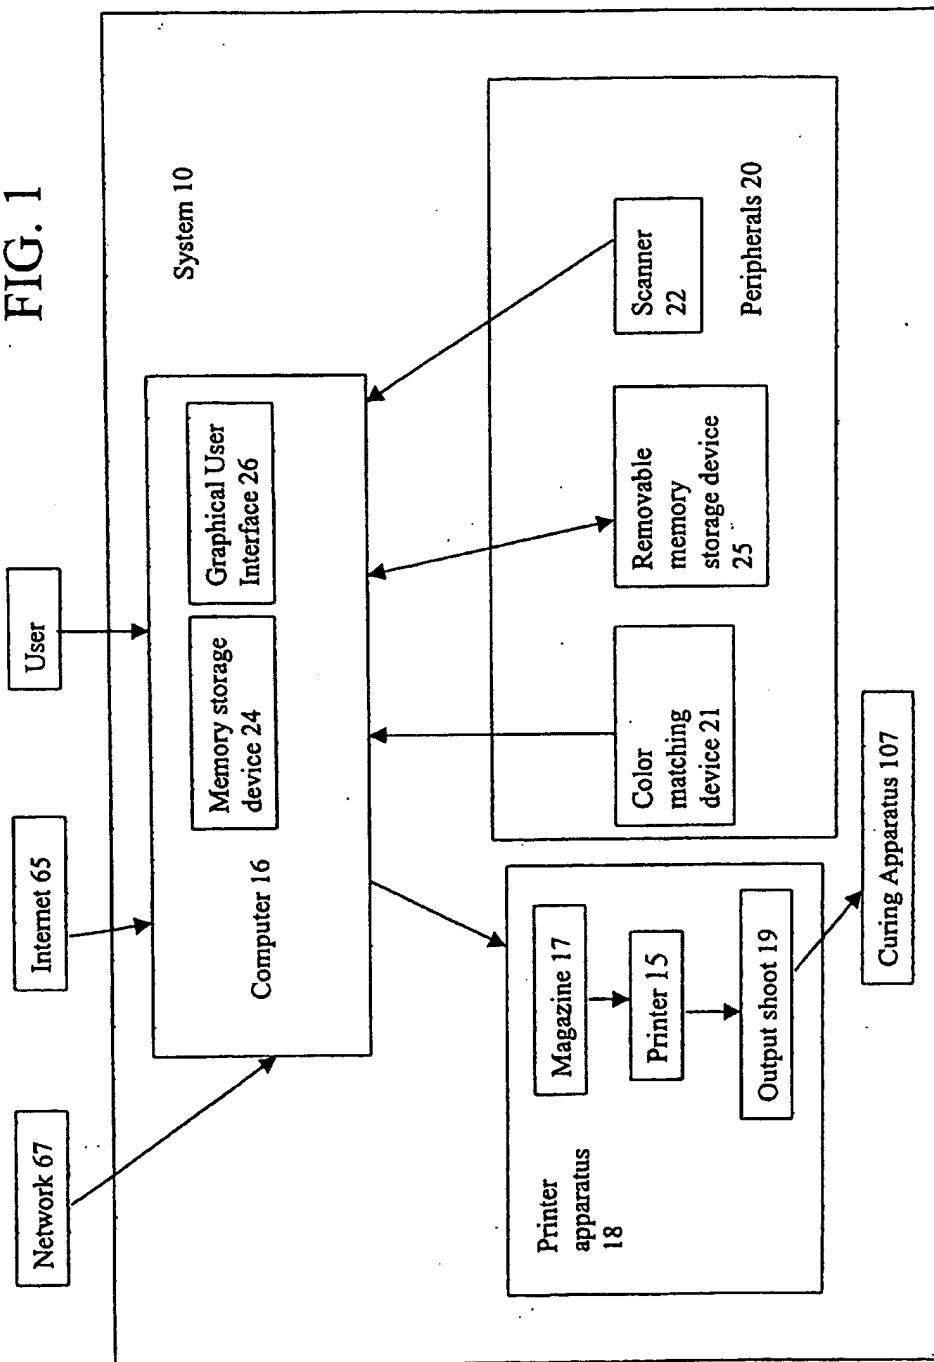 FIG. 1
Network 67
Internet 65
User
System 10
Computer 16
Memory storage
device 24
Graphical User
Interface 26
Printer
apparatus
18
Magazine 17
Printer 15
Output shoot 19
Color
matching
device 21
Removable
memory
storage device
25
Scanner
22
Peripherals 20
Curing Apparatus 107